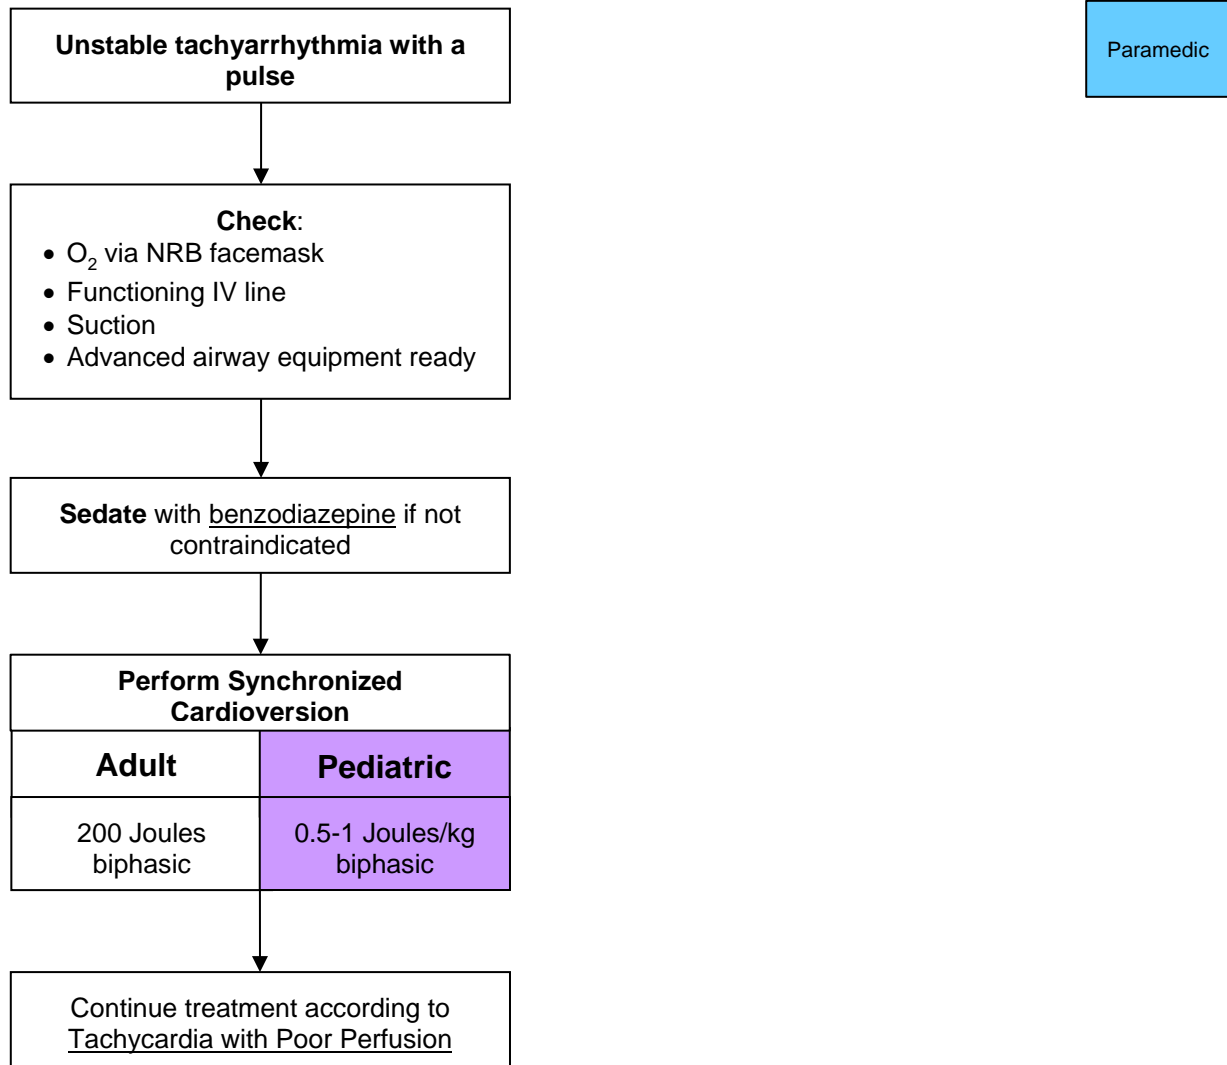 Unstable tachyarrhythmia with a
pulse
Paramedic
Check:
• O2 via NRB facemask
• Functioning IV line
• Suction
• Advanced airway equipment ready
Sedate with benzodiazepine if not
contraindicated
Perform Synchronized
Cardioversion
Adult
Pediatric
200 Joules
biphasic
0.5-1 Joules/kg
biphasic
Continue treatment according to
Tachycardia with Poor Perfusion